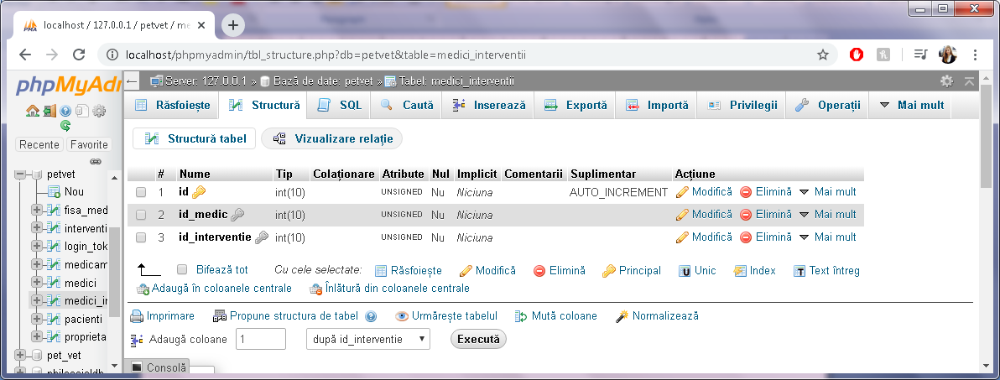 localhost / 127.0.0.1 / petvet / me
localhost/phpmyadmin/tbl_structure.php?db=petvet&table=medici_interventii
phpMyAdr
Server: 127.0.0.1 » Bază de date: petvet » Tabel: medici_interventii
Răsfoiește Structură SQL Caută Inserează Exportă Importă Privilegii Operații Mai mult
Recente Favorite
Structură tabel Vizualizare relație
petvet
Nou
fisa_med
interventi
login_tok
medicam
medici
medici_in
pacienti
proprieta
pet_vet
# Nume Tip Colaționare Atribute Nul Implicit Comentarii Suplimentar Acțiune
1 id int(10) UNSIGNED Nu Niciuna AUTO_INCREMENT Modifică Elimină Mai mult
2 id_medic int(10) UNSIGNED Nu Niciuna Modifică Elimină Mai mult
3 id_interventie int(10) UNSIGNED Nu Niciuna Modifică Elimină Mai mult
Bifează tot Cu cele selectate: Răsfoiește Modifică Elimină Principal Unic Index Text întreg
Adaugă în coloanele centrale Înlătură din coloanele centrale
Imprimare Propune structura de tabel Urmărește tabelul Mută coloane Normalizează
Adaugă coloane 1 după id_interventie Execută
Consolă